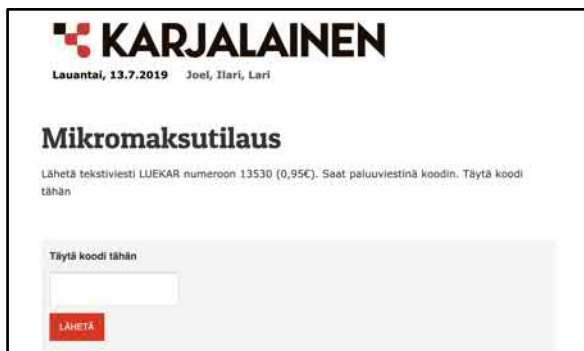 KARJALAINEN
Lauantai, 13.7.2019 Joel, Ilari, Lari
Mikromaksutilaus
Lähetä tekstiviesti LUEKAR numeroon 13530 (0,95€). Saat paluuviestinä koodin. Täytä koodi
tähän
Täytä koodi tähän
LÄHETÄ